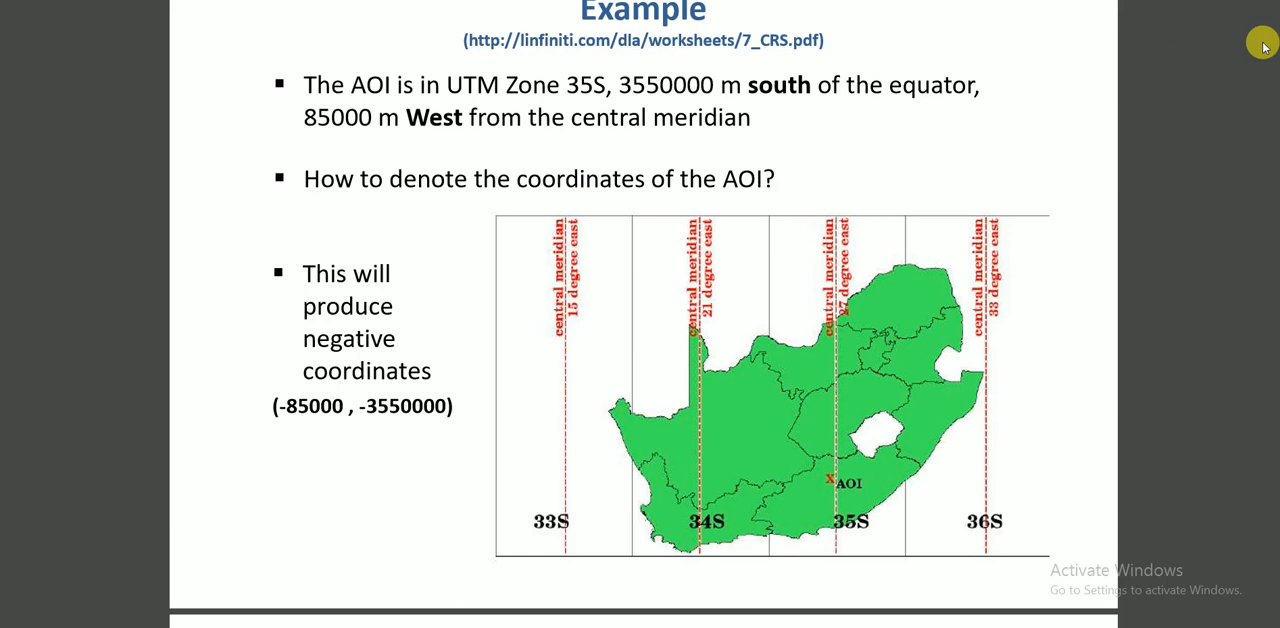 Example
(http://linfiniti.com/dla/worksheets/7_CRS.pdf)
▪ The AOI is in UTM Zone 35S, 3550000 m south of the equator,
85000 m West from the central meridian
▪ How to denote the coordinates of the AOI?
▪ This will
produce
negative
coordinates
(-85000 , -3550000)
central meridian
15 degree east
central meridian
21 degree east
central meridian
27 degree east
central meridian
33 degree east
X AOI
33S
34S
35S
36S
Activate Windows
Go to Settings to activate Windows.